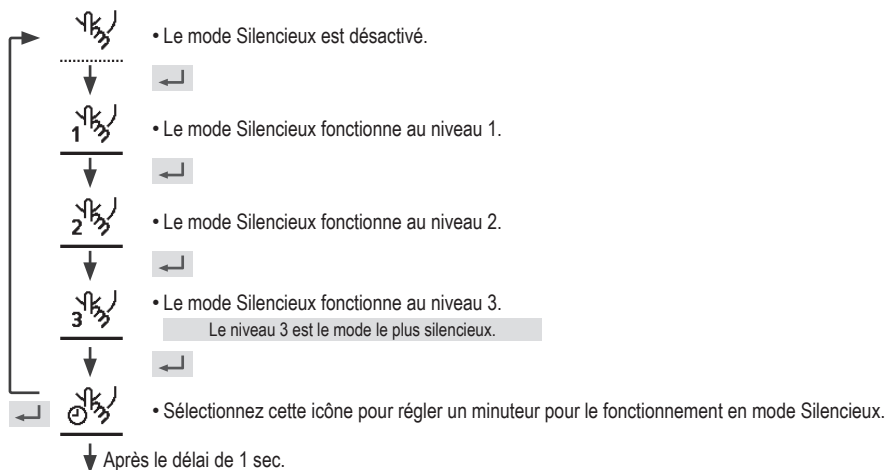 • Le mode Silencieux est désactivé.
1
• Le mode Silencieux fonctionne au niveau 1.
2
• Le mode Silencieux fonctionne au niveau 2.
3
• Le mode Silencieux fonctionne au niveau 3.
Le niveau 3 est le mode le plus silencieux.
• Sélectionnez cette icône pour régler un minuteur pour le fonctionnement en mode Silencieux.
Après le délai de 1 sec.